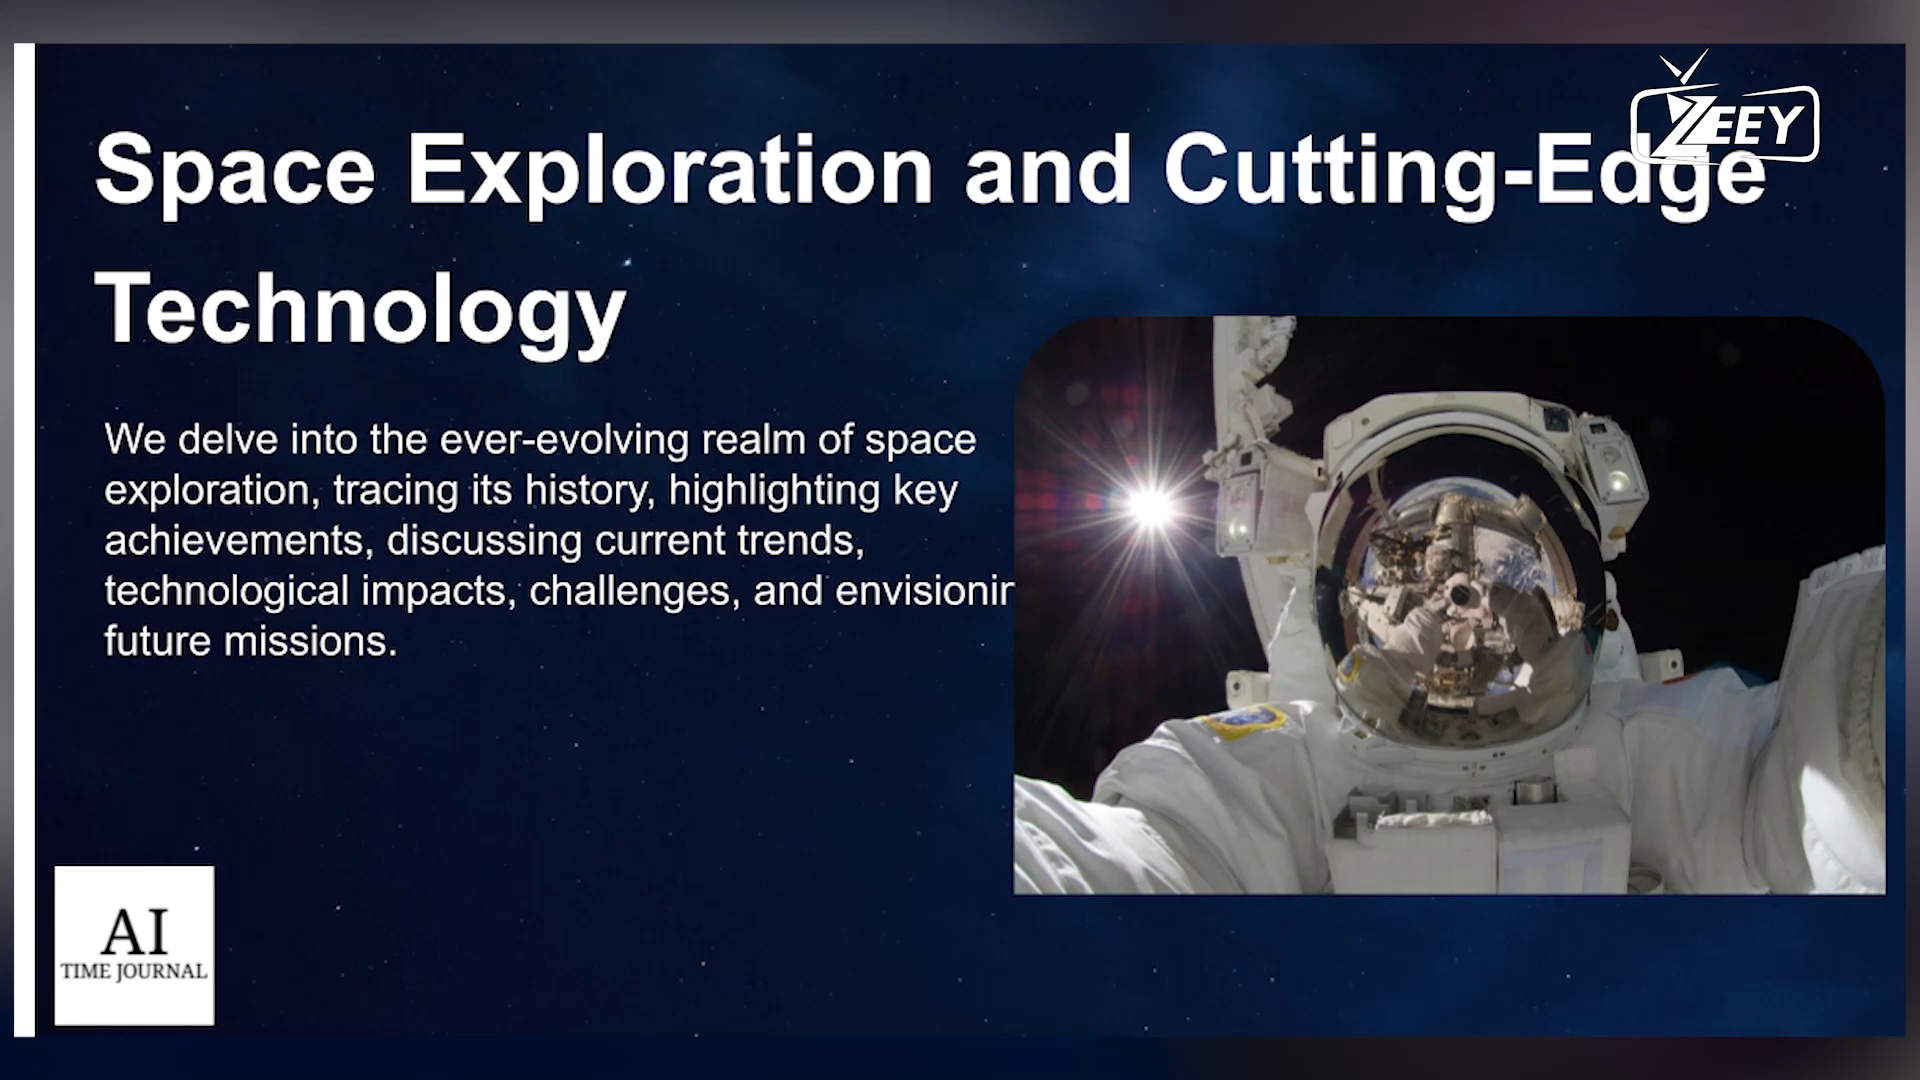 ZEEY
Space Exploration and Cutting-Edge
Technology
We delve into the ever-evolving realm of space
exploration, tracing its history, highlighting key
achievements, discussing current trends,
technological impacts, challenges, and envisionin
future missions.
AI
TIME JOURNAL